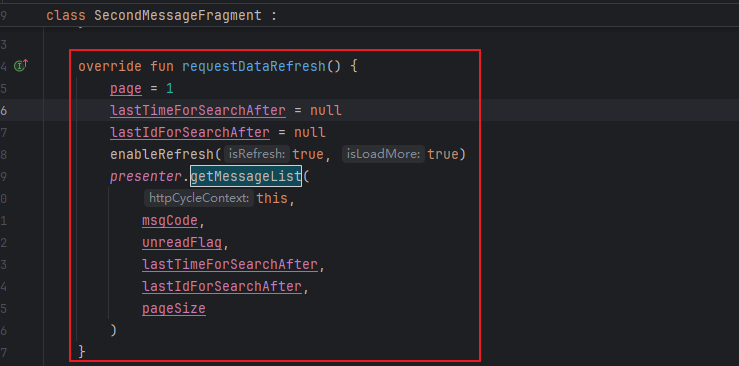 9 class SecondMessageFragment :
3
4 override fun requestDataRefresh() {
5 page = 1
6 lastTimeForSearchAfter = null
7 lastIdForSearchAfter = null
8 enableRefresh( isRefresh: true, isLoadMore: true)
9 presenter.getMessageList(
0 httpCycleContext: this,
1 msgCode,
2 unreadFlag,
3 lastTimeForSearchAfter,
4 lastIdForSearchAfter,
5 pageSize
6 )
7 }